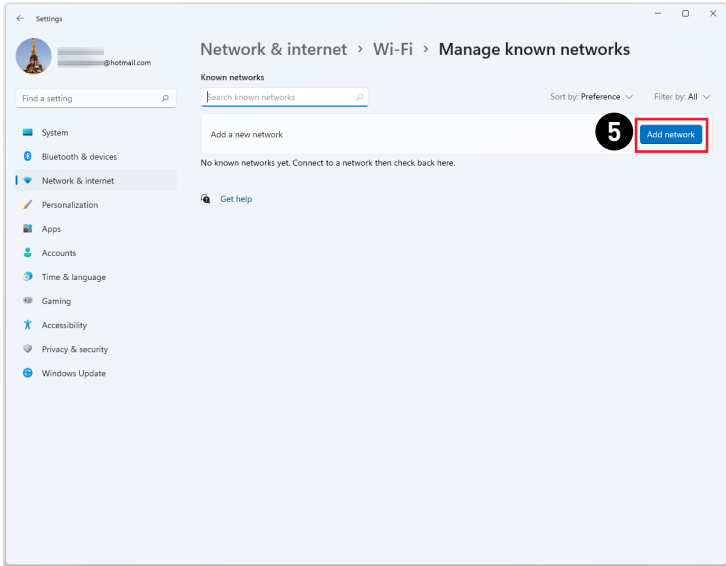 Settings
@hotmail.com
Find a setting
System
Bluetooth & devices
Network & internet
Personalization
Apps
Accounts
Time & language
Gaming
Accessibility
Privacy & security
Windows Update
Network & internet > Wi-Fi > Manage known networks
Known networks
Search known networks
Sort by: Preference
Filter by: All
Add a new network
5
Add network
No known networks yet. Connect to a network then check back here.
Get help